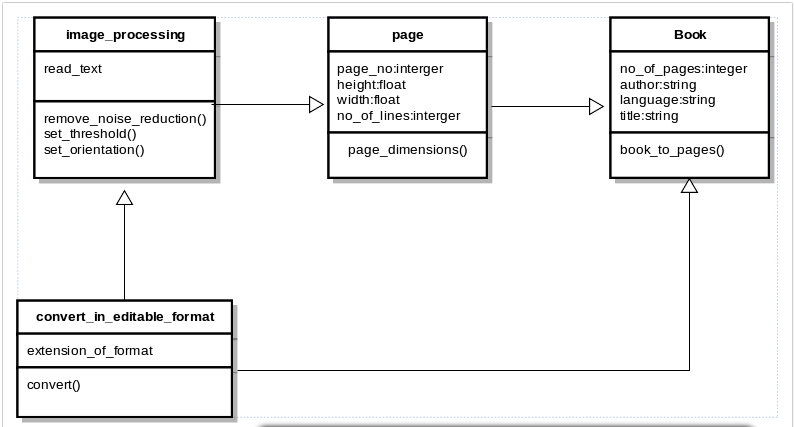 image_processing
read_text
remove_noise_reduction()
set_threshold()
set_orientation()
page
page_no:interger
height:float
width:float
no_of_lines:interger
page_dimensions()
Book
no_of_pages:integer
author:string
language:string
title:string
book_to_pages()
convert_in_editable_format
extension_of_format
convert()